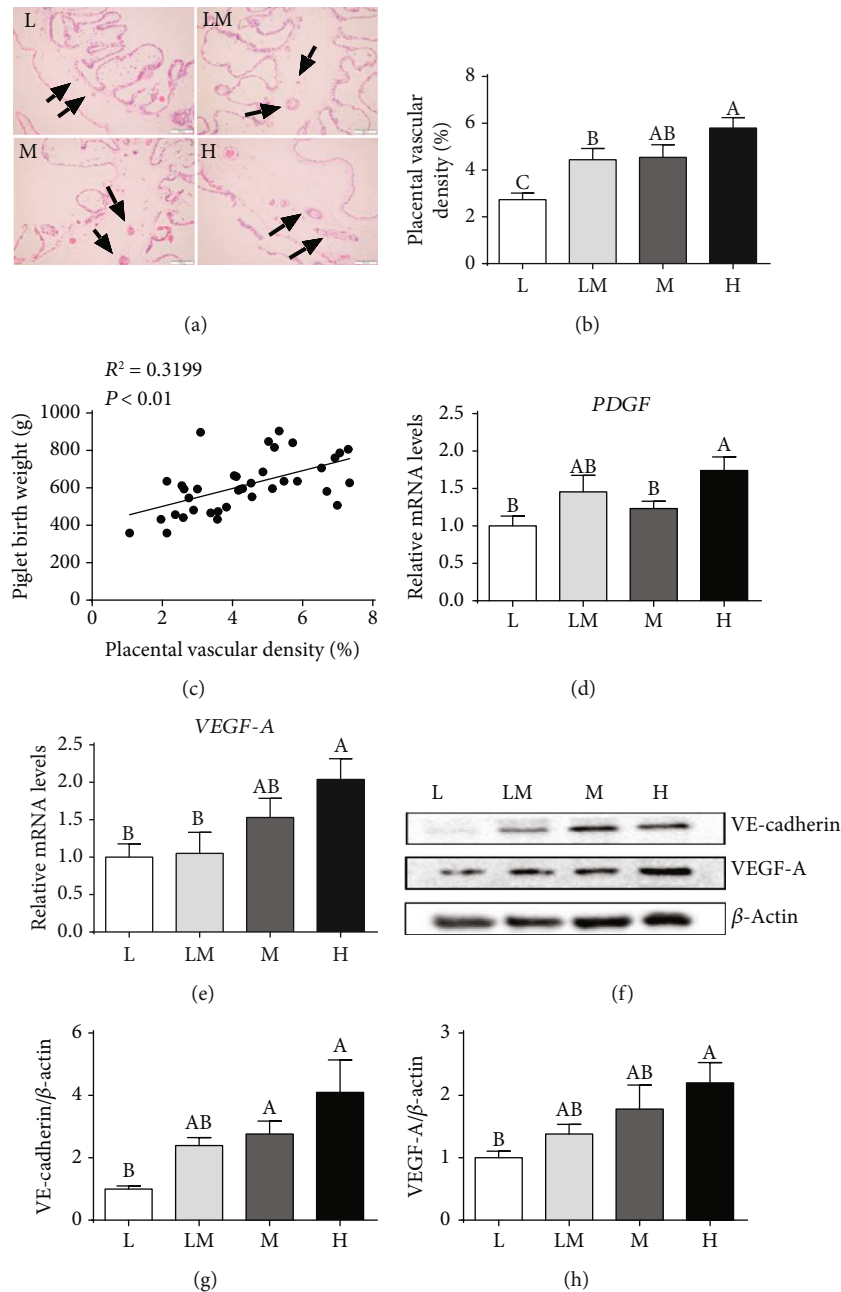 L
LM
M
H
(a)
Placental vascular
density (%)
8
6
4
2
0
C
B
AB
A
L
LM
M
H
(b)
R² = 0.3199
P < 0.01
Piglet birth weight (g)
1000
800
600
400
200
0
0
2
4
6
8
Placental vascular density (%)
(c)
PDGF
Relative mRNA levels
2.5
2.0
1.5
1.0
0.5
0.0
B
AB
B
A
L
LM
M
H
(d)
VEGF-A
Relative mRNA levels
2.5
2.0
1.5
1.0
0.5
0.0
B
B
AB
A
L
LM
M
H
(e)
L
LM
M
H
VE-cadherin
VEGF-A
β-Actin
(f)
VE-cadherin/β-actin
6
4
2
0
B
AB
A
A
L
LM
M
H
(g)
VEGF-A/β-actin
3
2
1
0
B
AB
AB
A
L
LM
M
H
(h)